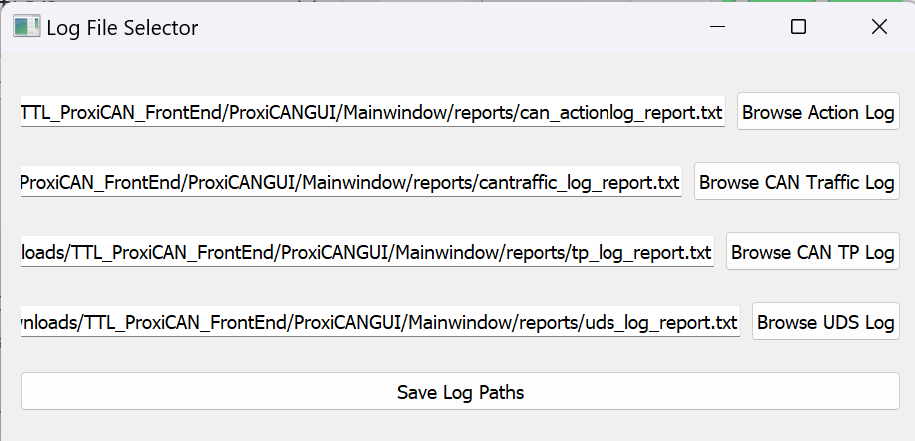 Log File Selector
TTL_ProxiCAN_FrontEnd/ProxiCANGUI/Mainwindow/reports/can_actionlog_report.txt Browse Action Log
ProxiCAN_FrontEnd/ProxiCANGUI/Mainwindow/reports/cantraffic_log_report.txt Browse CAN Traffic Log
loads/TTL_ProxiCAN_FrontEnd/ProxiCANGUI/Mainwindow/reports/tp_log_report.txt Browse CAN TP Log
nloads/TTL_ProxiCAN_FrontEnd/ProxiCANGUI/Mainwindow/reports/uds_log_report.txt Browse UDS Log
Save Log Paths